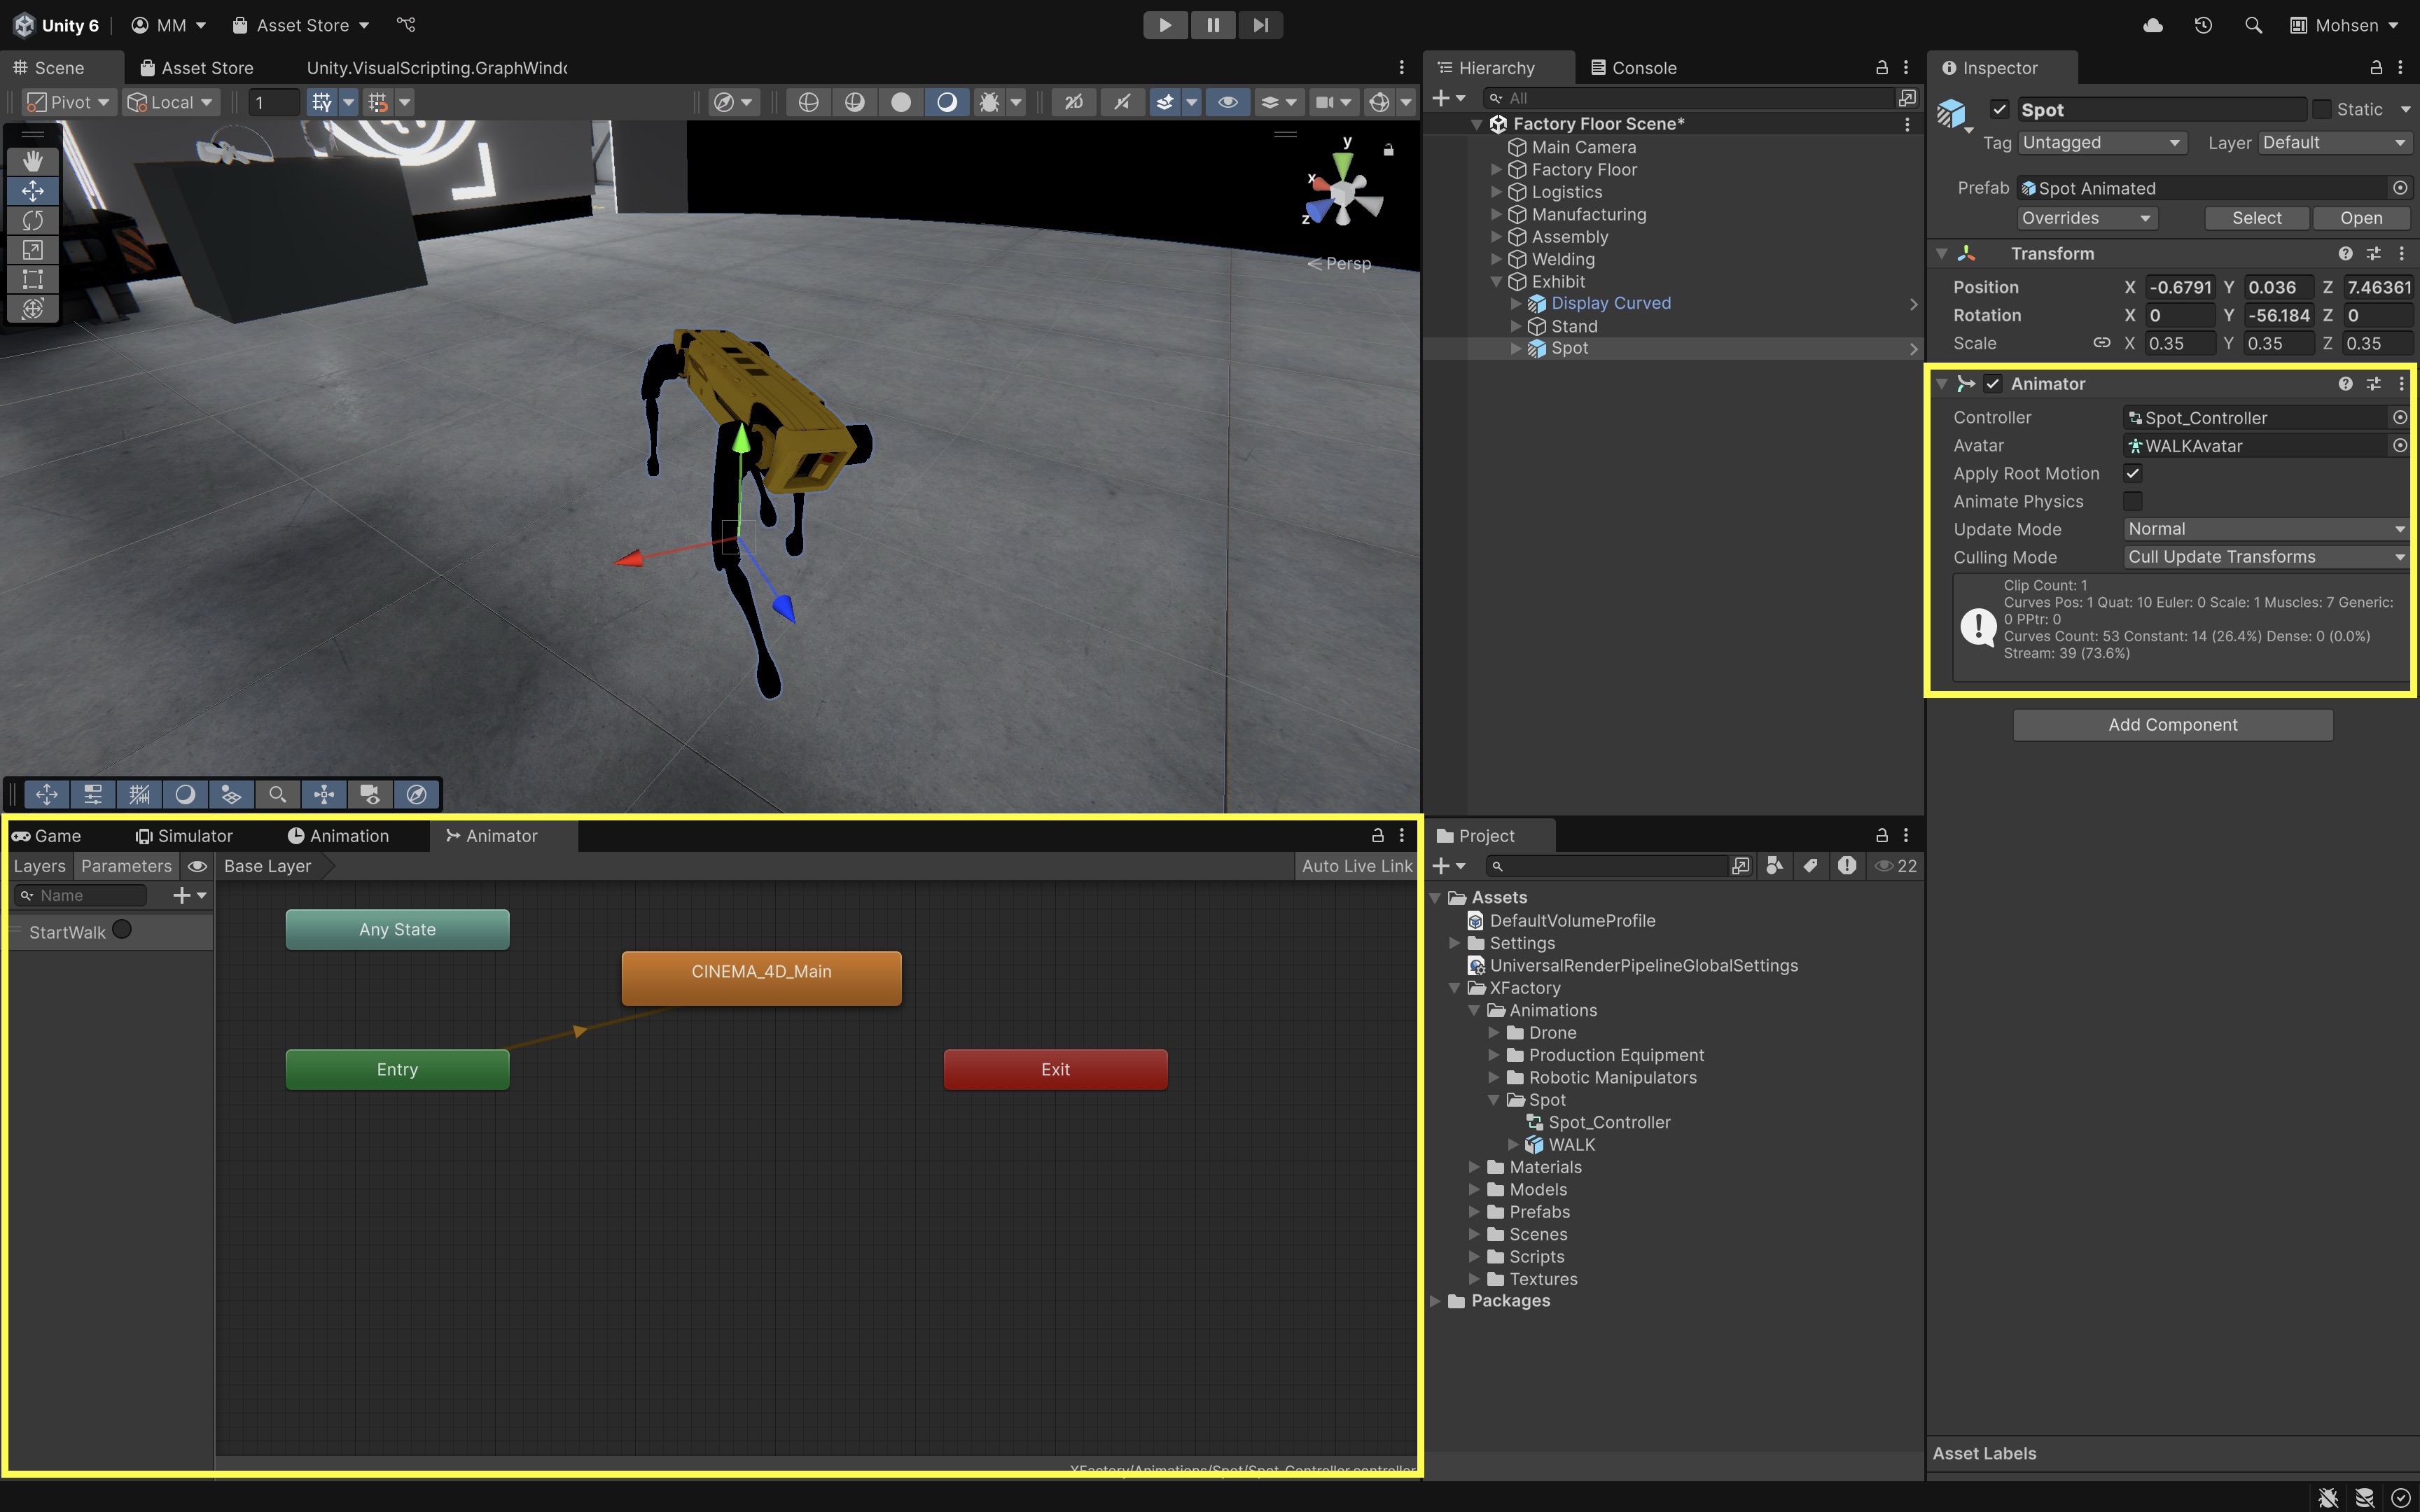 Unity 6 MM Asset Store Mohsen
Scene Asset Store Unity.VisualScripting.GraphWind
Pivot Local 1 2D
y
x
z
Persp
Hierarchy Console
All
Factory Floor Scene*
Main Camera
Factory Floor
Logistics
Manufacturing
Assembly
Welding
Exhibit
Display Curved
Stand
Spot
Inspector
Spot Static
Tag Untagged Layer Default
Prefab Spot Animated
Overrides Select Open
Transform
Position X -0.6791 Y 0.036 Z 7.46361
Rotation X 0 Y -56.184 Z 0
Scale X 0.35 Y 0.35 Z 0.35
Animator
Controller Spot_Controller
Avatar WALKAvatar
Apply Root Motion
Animate Physics
Update Mode Normal
Culling Mode Cull Update Transforms
Clip Count: 1
Curves Pos: 1 Quat: 10 Euler: 0 Scale: 1 Muscles: 7 Generic:
0 PPtr: 0
Curves Count: 53 Constant: 14 (26.4%) Dense: 0 (0.0%)
Stream: 39 (73.6%)
Add Component
Asset Labels
Game Simulator Animation Animator
Layers Parameters Base Layer Auto Live Link
Name
StartWalk
Any State
CINEMA_4D_Main
Entry
Exit
XFactory/Animations/Spot/Spot_Controller.controller
Project
22
Assets
DefaultVolumeProfile
Settings
UniversalRenderPipelineGlobalSettings
XFactory
Animations
Drone
Production Equipment
Robotic Manipulators
Spot
Spot_Controller
WALK
Materials
Models
Prefabs
Scenes
Scripts
Textures
Packages